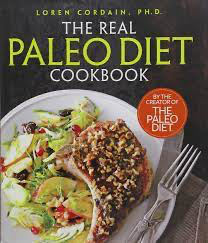 LOREN CORDAIN, PH.D.
THE REAL
PALEO DIET
COOKBOOK
BY THE
CREATOR OF
THE PALEO
DIET